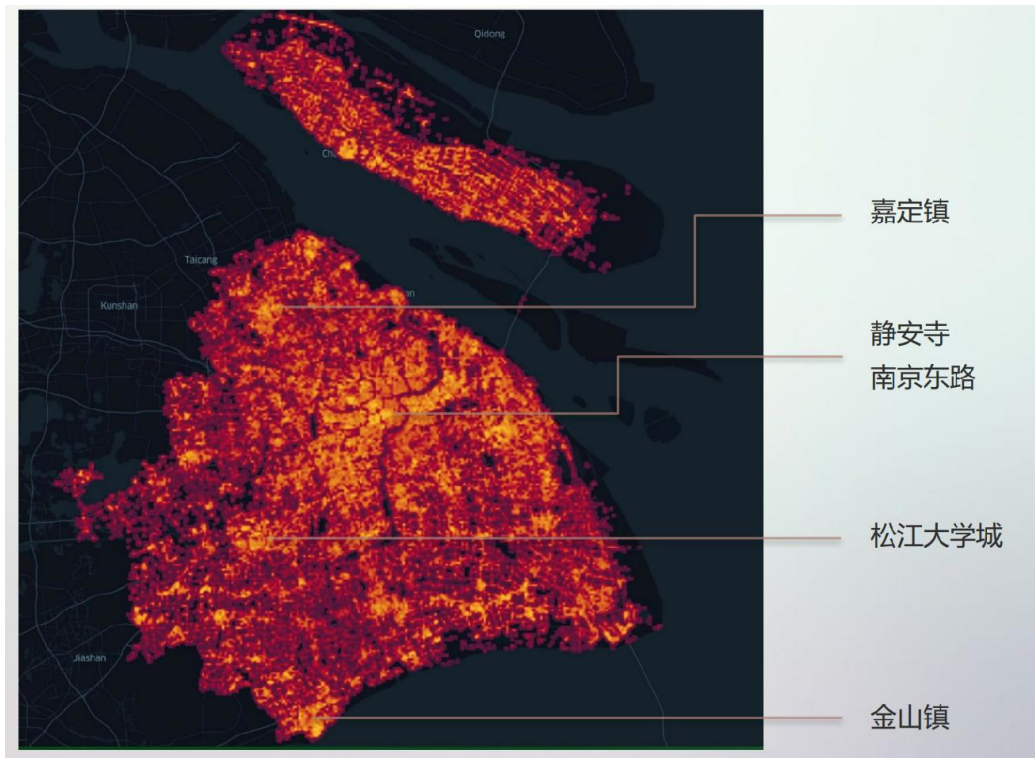 Qidong
嘉定镇
Taicang
Kunshan
静安寺
南京东路
松江大学城
Jiashan
金山镇